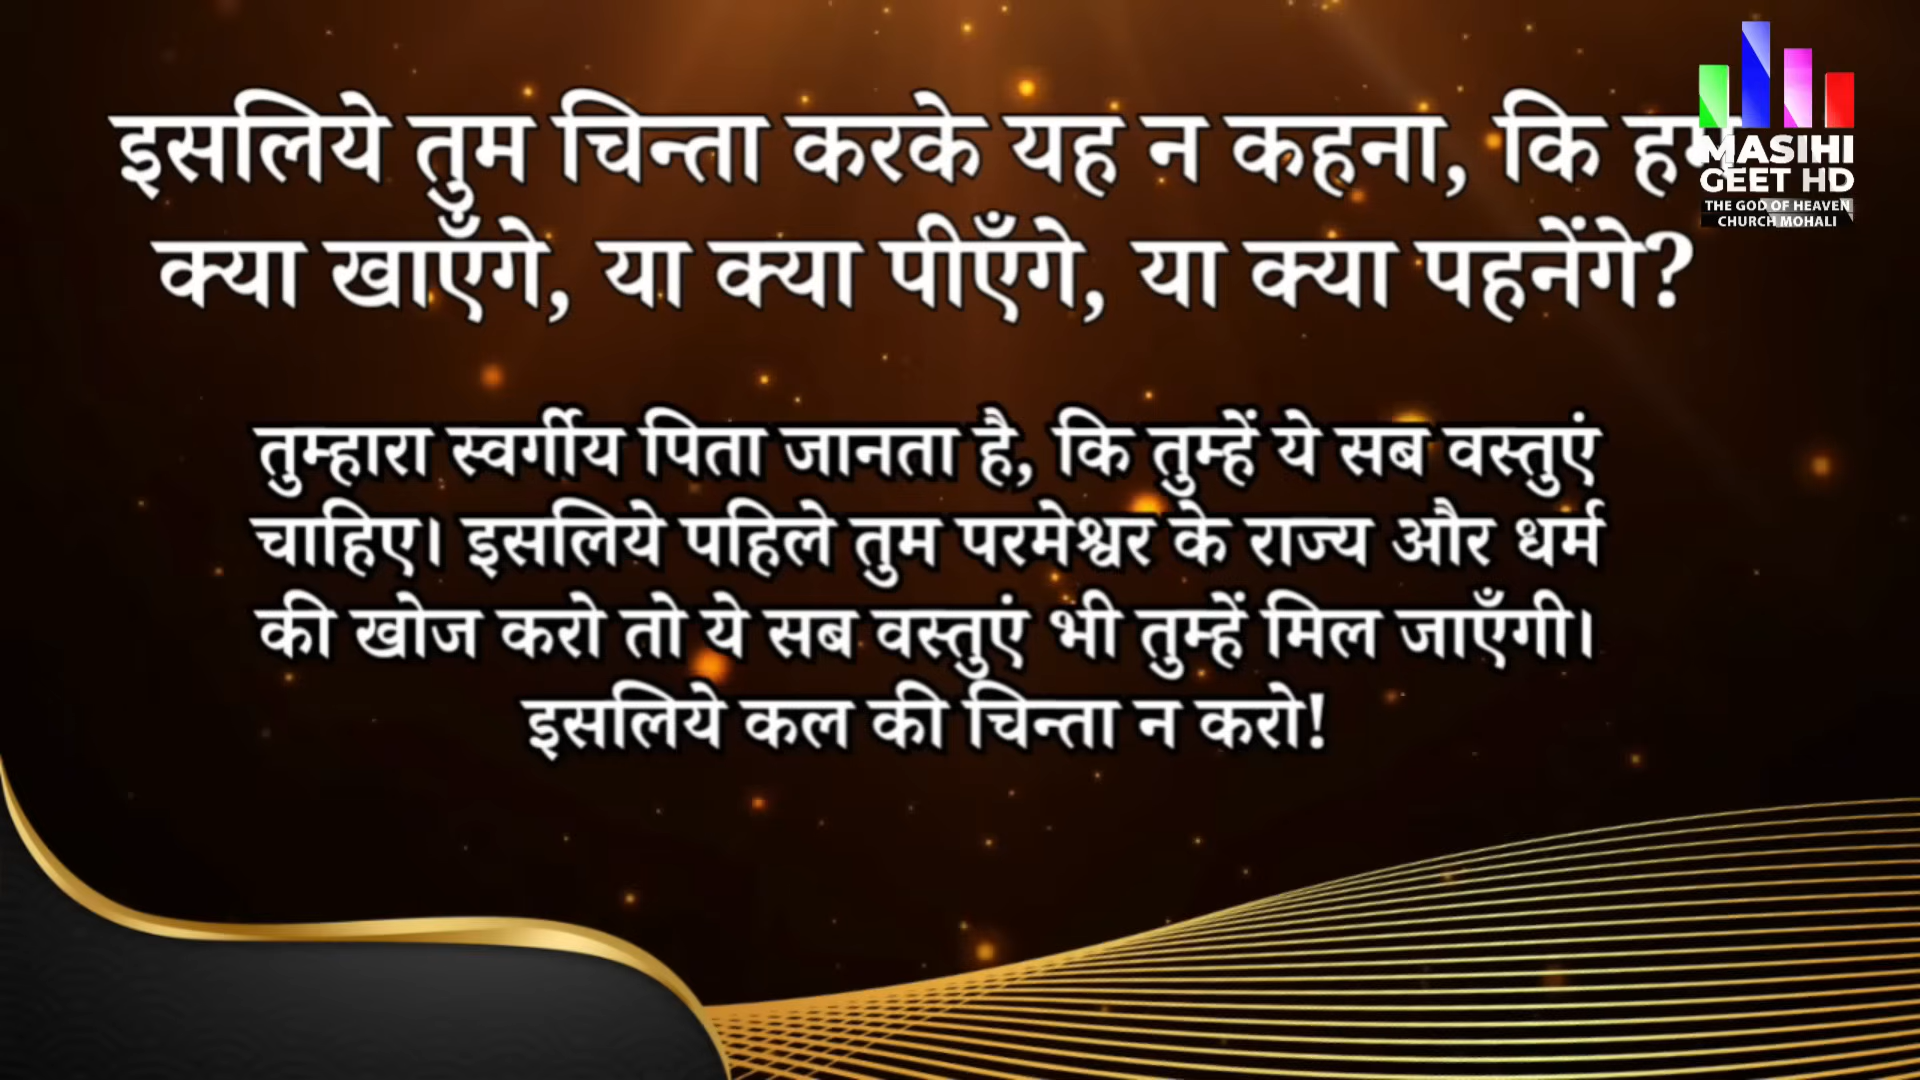 इसलिये तुम चिन्ता करके यह न कहना, कि हम
क्या खाएँगे, या क्या पीएँगे, या क्या पहनेंगे?
तुम्हारा स्वर्गीय पिता जानता है, कि तुम्हें ये सब वस्तुएं
चाहिए। इसलिये पहिले तुम परमेश्वर के राज्य और धर्म
की खोज करो तो ये सब वस्तुएं भी तुम्हें मिल जाएँगी।
इसलिये कल की चिन्ता न करो!
MASIHI
GEET HD
THE GOD OF HEAVEN
CHURCH MOHALI